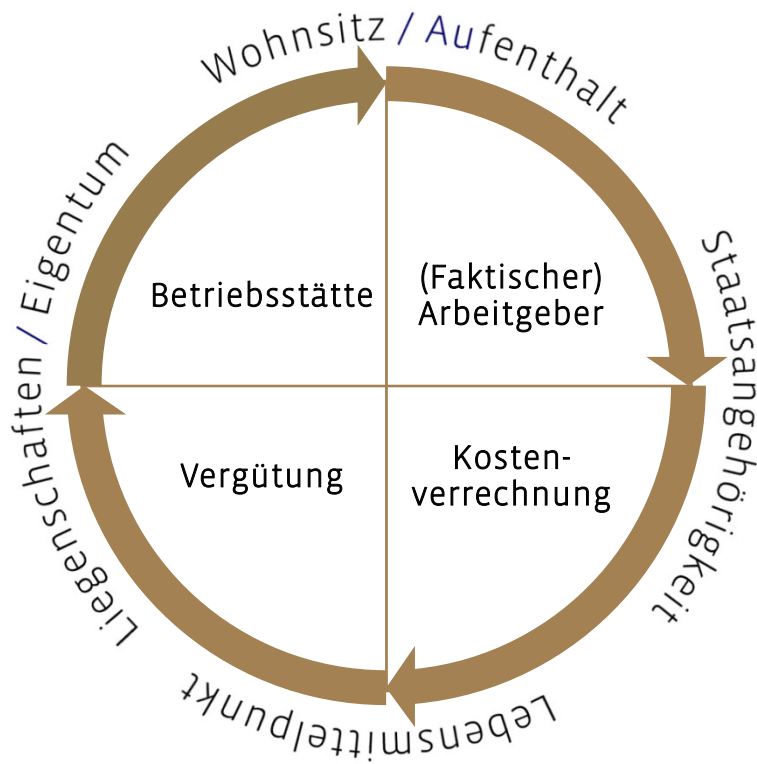 Wohnsitz / Aufenthalt
Staatsangehörigkeit
Lebensmittelpunkt
Liegenschaften / Eigentum
Betriebsstätte
(Faktischer)
Arbeitgeber
Vergütung
Kosten-
verrechnung